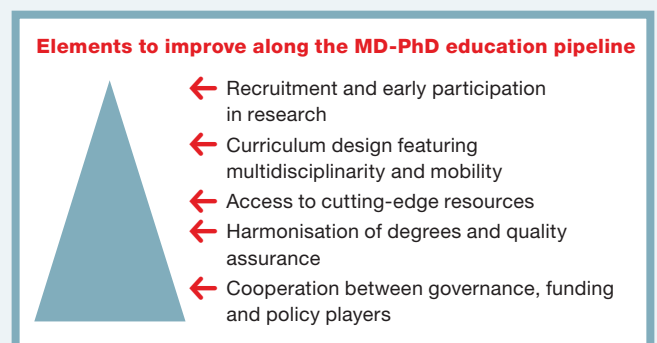 Elements to improve along the MD-PhD education pipeline
Recruitment and early participation
in research
Curriculum design featuring
multidisciplinarity and mobility
Access to cutting-edge resources
Harmonisation of degrees and quality
assurance
Cooperation between governance, funding
and policy players